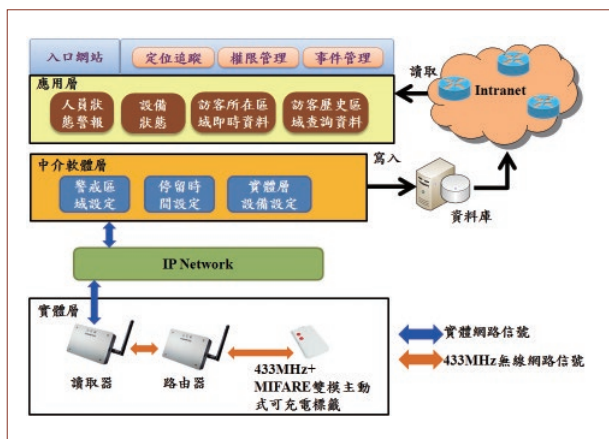 入口網站
定位追蹤
權限管理
事件管理
讀取
Intranet
應用層
人員狀
態警報
設備
狀態
訪客所在區
域即時資料
訪客歷史區
域查詢資料
中介軟體層
寫入
警戒區
域設定
停留時
間設定
實體層
設備設定
資料庫
IP Network
實體層
讀取器
路由器
433MHz+
MIFARE雙模主動
式可充電標籤
實體網路信號
433MHz無線網路信號